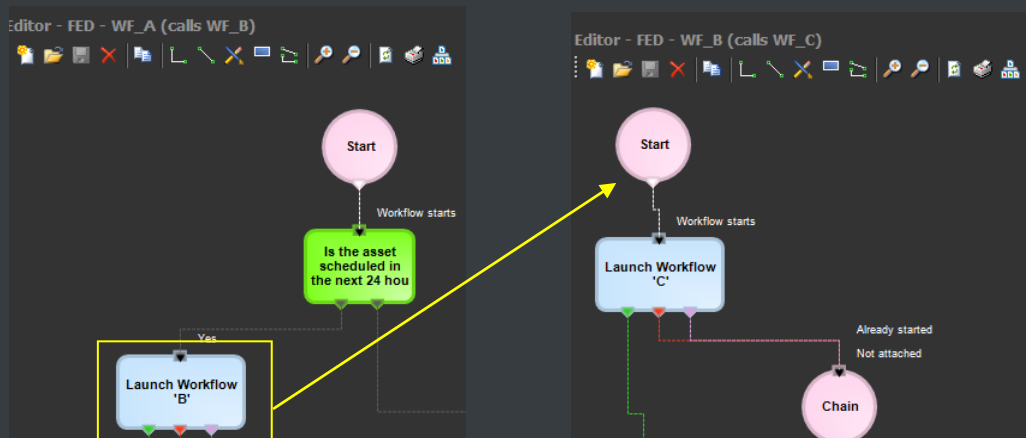 Editor - FED - WF_A (calls WF_B)
Start
Workflow starts
Is the asset
scheduled in
the next 24 hou
Yes
Launch Workflow
'B'
Editor - FED - WF_B (calls WF_C)
Start
Workflow starts
Launch Workflow
'C'
Already started
Not attached
Chain